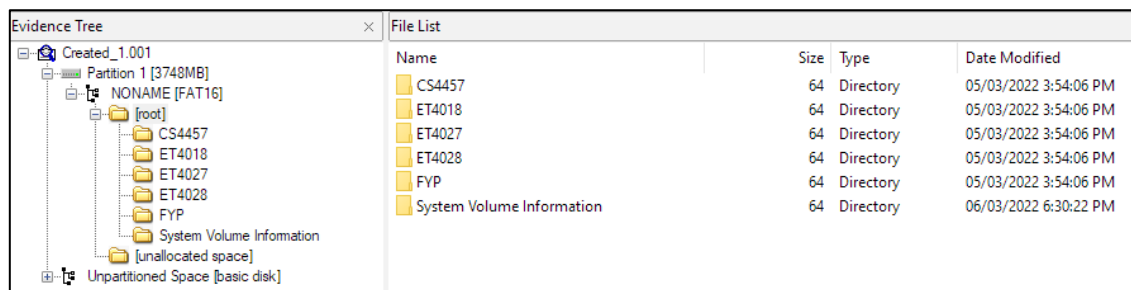 Evidence Tree
Created_1.001
Partition 1 [3748MB]
NONAME [FAT16]
[root]
CS4457
ET4018
ET4027
ET4028
FYP
System Volume Information
[unallocated space]
Unpartitioned Space [basic disk]
File List
Name Size Type Date Modified
CS4457 64 Directory 05/03/2022 3:54:06 PM
ET4018 64 Directory 05/03/2022 3:54:06 PM
ET4027 64 Directory 05/03/2022 3:54:06 PM
ET4028 64 Directory 05/03/2022 3:54:06 PM
FYP 64 Directory 05/03/2022 3:54:06 PM
System Volume Information 64 Directory 06/03/2022 6:30:22 PM